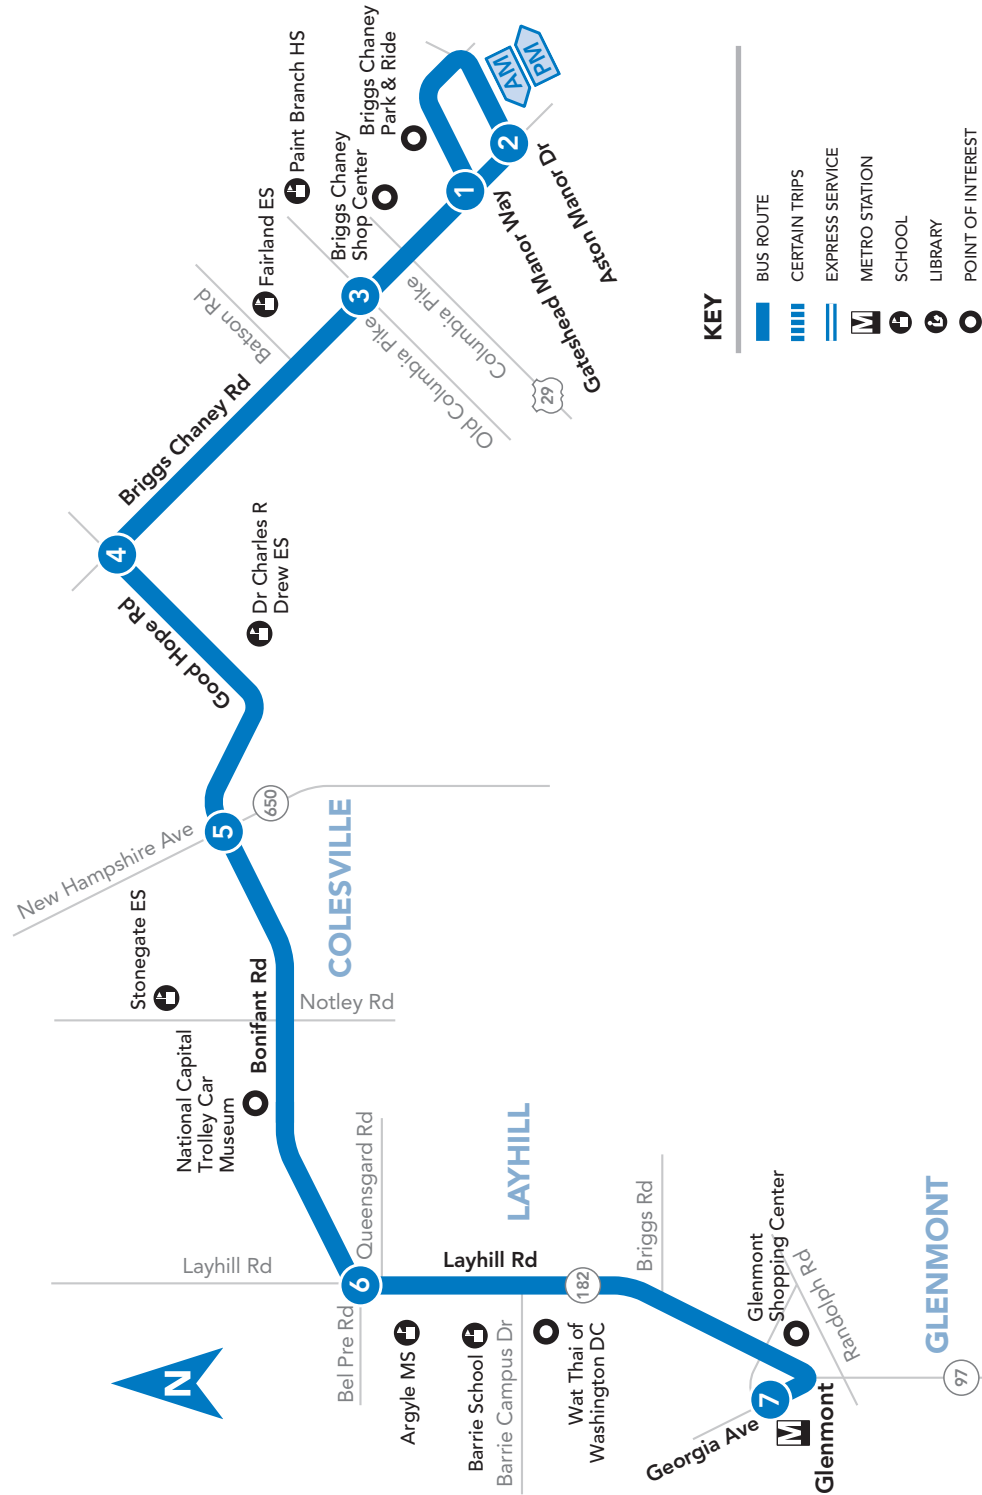 Paint Branch HS
Fairland ES
Briggs Chaney
Park & Ride
Briggs Chaney
Shop Center
AM
PM
1
2
3
4
5
6
7
Gateshead Manor Way
Aston Manor Dr
Batson Rd
Old Columbia Pike
Columbia Pike
29
Briggs Chaney Rd
Good Hope Rd
Dr Charles R
Drew ES
New Hampshire Ave
650
COLESVILLE
Stonegate ES
Bonifant Rd
Notley Rd
National Capital
Trolley Car
Museum
Layhill Rd
Queensgard Rd
Bel Pre Rd
LAYHILL
Layhill Rd
182
Argyle MS
Barrie School
Barrie Campus Dr
Wat Thai of
Washington DC
Briggs Rd
Glenmont
Shopping Center
Randolph Rd
GLENMONT
97
Georgia Ave
M
Glenmont
N
KEY
BUS ROUTE
CERTAIN TRIPS
EXPRESS SERVICE
M
METRO STATION
SCHOOL
LIBRARY
POINT OF INTEREST